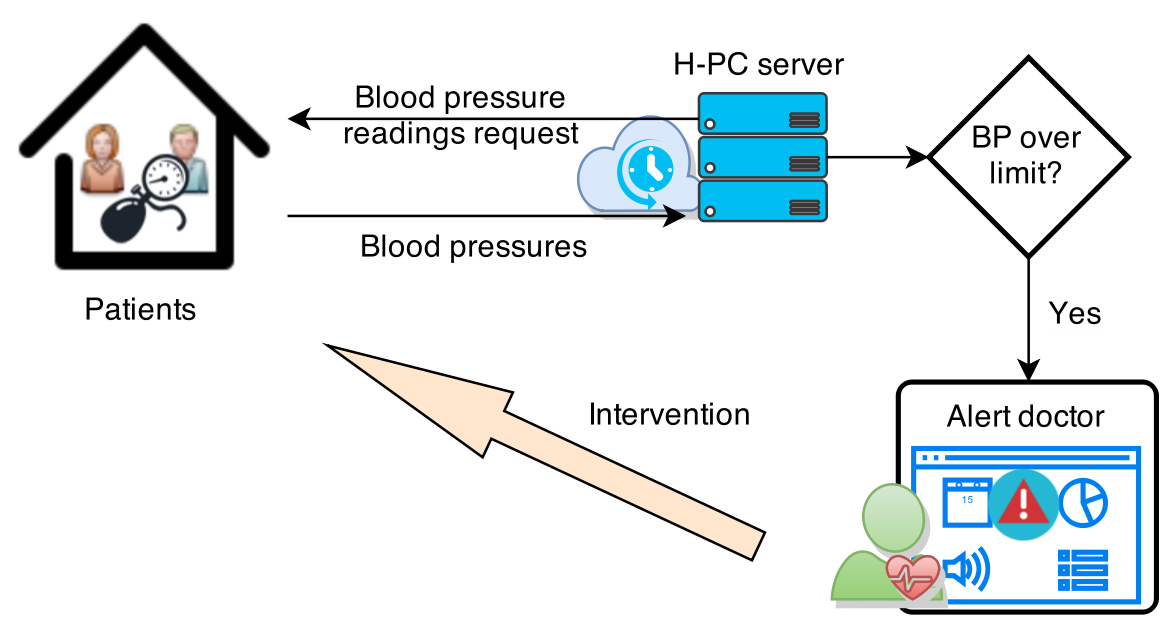 H-PC server
Blood pressure
readings request
BP over
limit?
Blood pressures
Patients
Yes
Intervention
Alert doctor
15